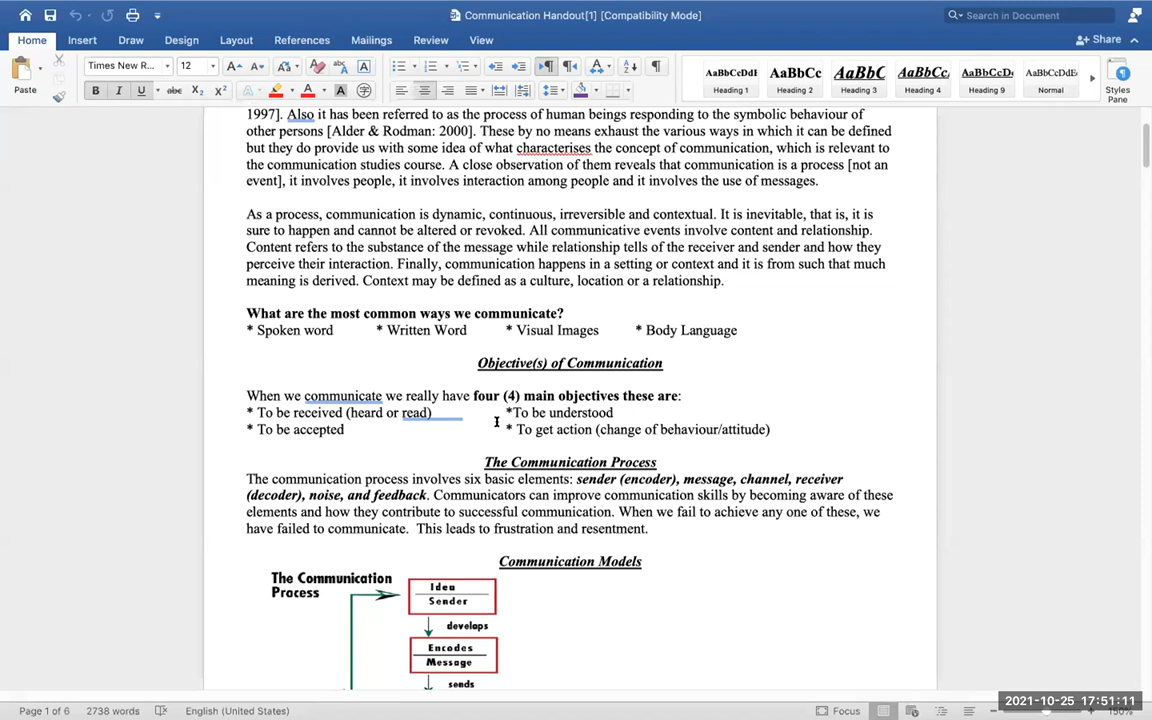 Communication Handout[1] [Compatibility Mode]
Search in Document
Home Insert Draw Design Layout References Mailings Review View
Share
Paste
Times New R... 12
AaBbCcDdI AaBbCc AaBbC AaBbCc. AaBbCcDc AaBbCcDdE
Heading 1 Heading 2 Heading 3 Heading 4 Heading 9 Normal
Styles
Pane
1997]. Also it has been referred to as the process of human beings responding to the symbolic behaviour of
other persons [Alder & Rodman: 2000]. These by no means exhaust the various ways in which it can be defined
but they do provide us with some idea of what characterises the concept of communication, which is relevant to
the communication studies course. A close observation of them reveals that communication is a process [not an
event], it involves people, it involves interaction among people and it involves the use of messages.
As a process, communication is dynamic, continuous, irreversible and contextual. It is inevitable, that is, it is
sure to happen and cannot be altered or revoked. All communicative events involve content and relationship.
Content refers to the substance of the message while relationship tells of the receiver and sender and how they
perceive their interaction. Finally, communication happens in a setting or context and it is from such that much
meaning is derived. Context may be defined as a culture, location or a relationship.
What are the most common ways we communicate?
* Spoken word * Written Word * Visual Images * Body Language
Objective(s) of Communication
When we communicate we really have four (4) main objectives these are:
* To be received (heard or read) *To be understood
* To be accepted * To get action (change of behaviour/attitude)
The Communication Process
The communication process involves six basic elements: sender (encoder), message, channel, receiver
(decoder), noise, and feedback. Communicators can improve communication skills by becoming aware of these
elements and how they contribute to successful communication. When we fail to achieve any one of these, we
have failed to communicate. This leads to frustration and resentment.
Communication Models
The Communication
Process
Idea
Sender
develops
Encodes
Message
sends
Page 1 of 6 2738 words English (United States) Focus 150%
2021-10-25 17:51:11